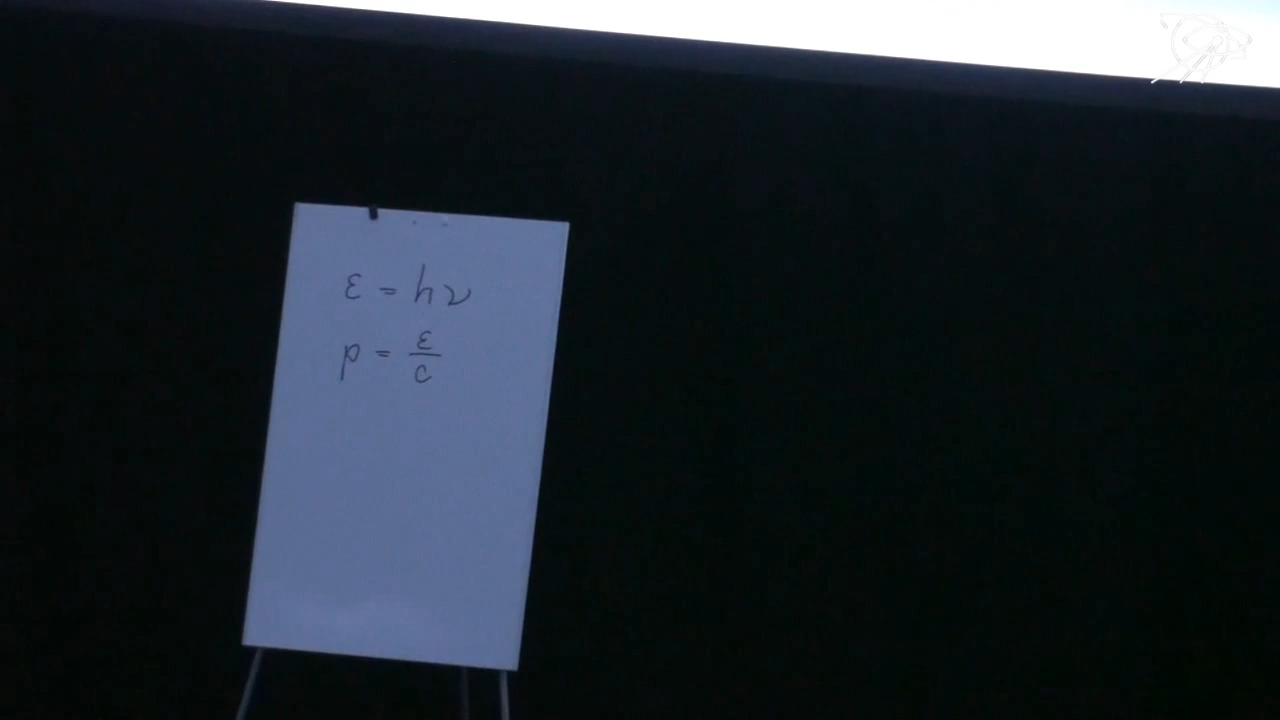 ε = hν
p = ε/c